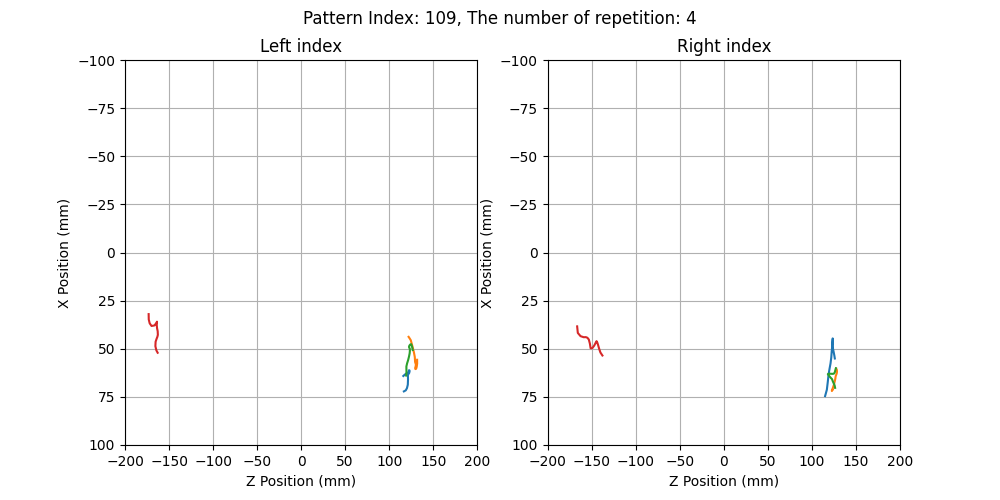 Pattern Index: 109, The number of repetition: 4
Left index
Right index
−100
−75
−50
−25
0
25
50
75
100
X Position (mm)
−200 −150 −100 −50 0 50 100 150 200
Z Position (mm)
−100
−75
−50
−25
0
25
50
75
100
X Position (mm)
−200 −150 −100 −50 0 50 100 150 200
Z Position (mm)